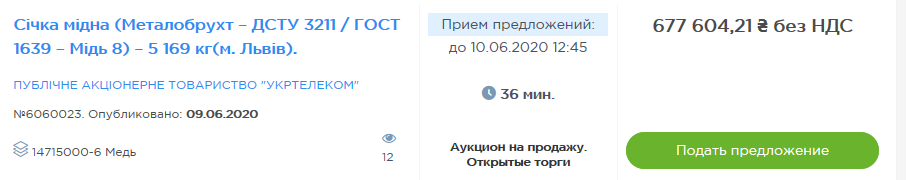 Січка мідна (Металобрухт – ДСТУ 3211 / ГОСТ
1639 – Мідь 8) – 5 169 кг(м. Львів).
ПУБЛІЧНЕ АКЦІОНЕРНЕ ТОВАРИСТВО "УКРТЕЛЕКОМ"
№6060023. Опубликовано: 09.06.2020
14715000-6 Медь
12
Прием предложений:
до 10.06.2020 12:45
36 мин.
Аукцион на продажу.
Открытые торги
677 604,21 ₴ без НДС
Подать предложение